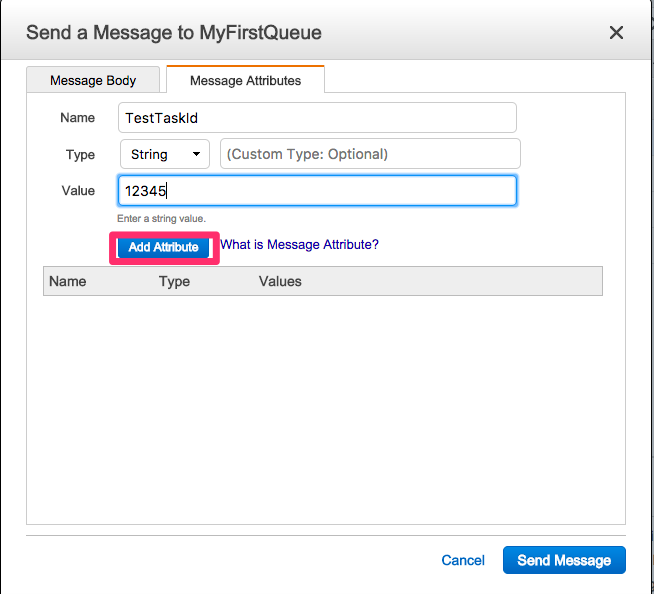 Send a Message to MyFirstQueue
Message Body Message Attributes
Name TestTaskId
Type String (Custom Type: Optional)
Value 12345
Enter a string value.
Add Attribute What is Message Attribute?
Name Type Values
Cancel Send Message